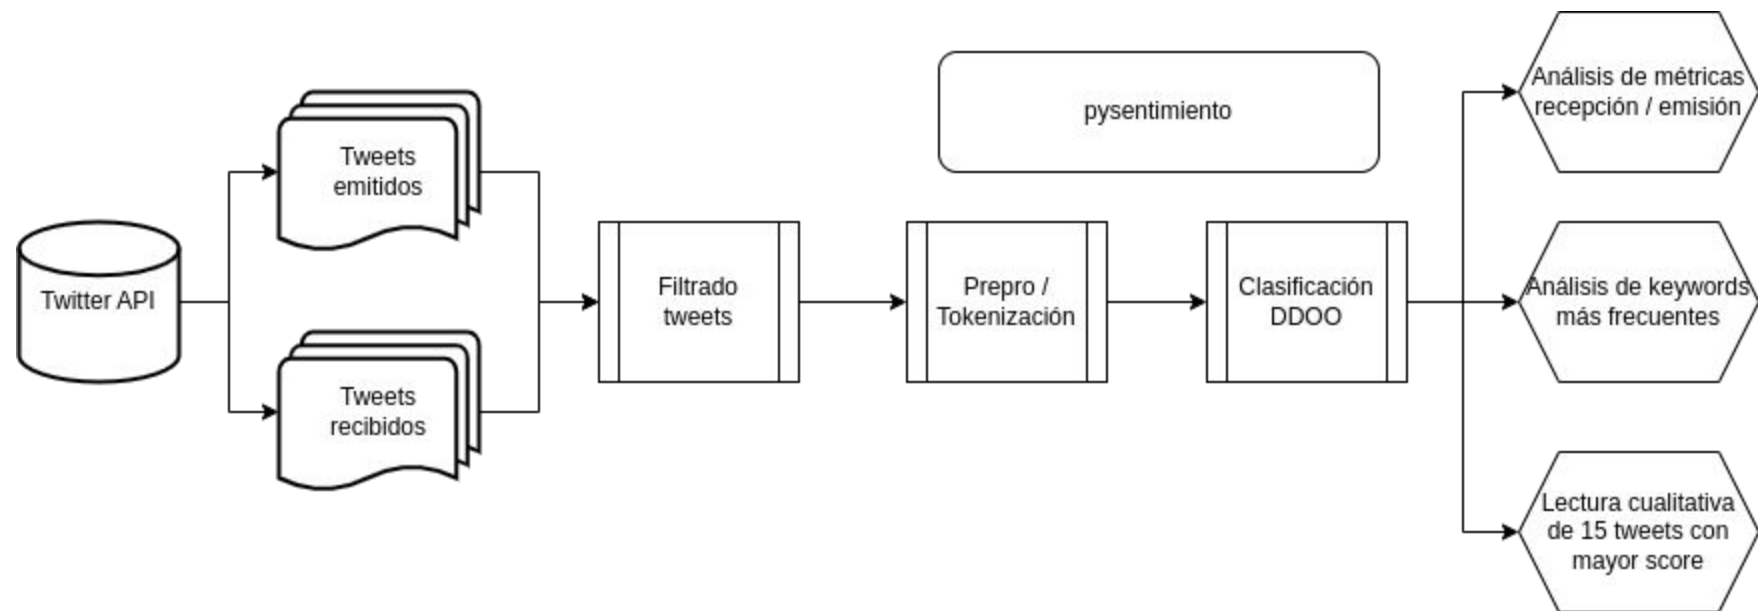 Twitter API
Tweets
emitidos
Tweets
recibidos
Filtrado
tweets
pysentimiento
Prepro /
Tokenización
Clasificación
DDOO
Análisis de métricas
recepción / emisión
Análisis de keywords
más frecuentes
Lectura cualitativa
de 15 tweets con
mayor score